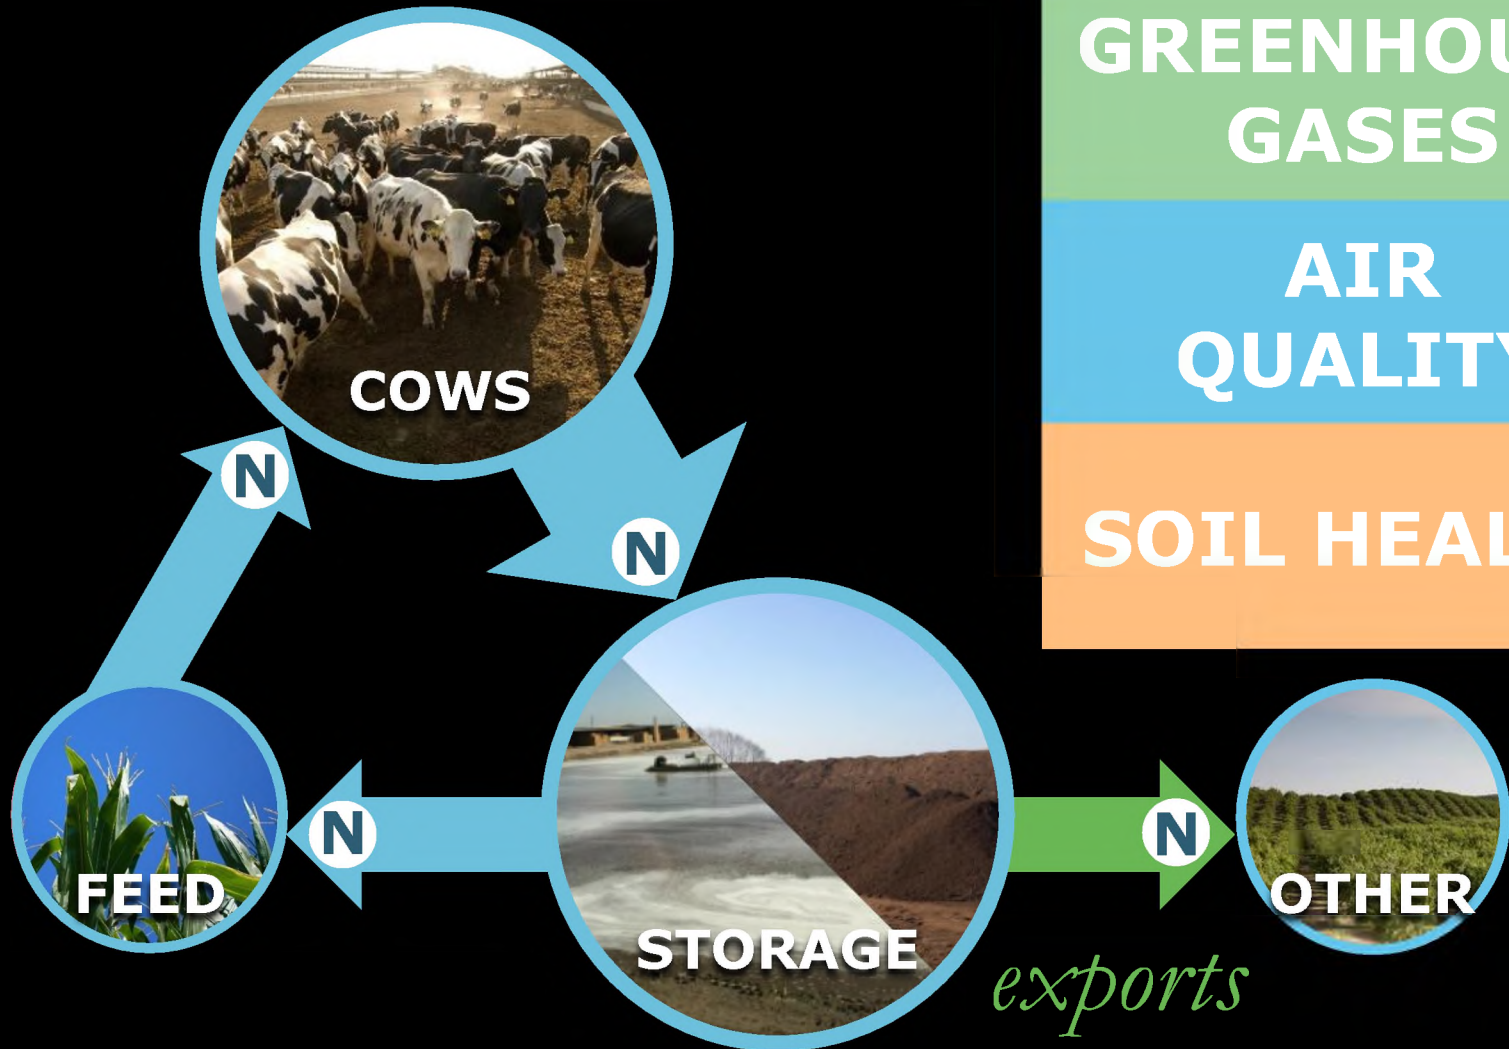 GREENHOU
GASES
AIR
QUALITY
SOIL HEAL
COWS
N
N
N
FEED
STORAGE
N
OTHER
exports